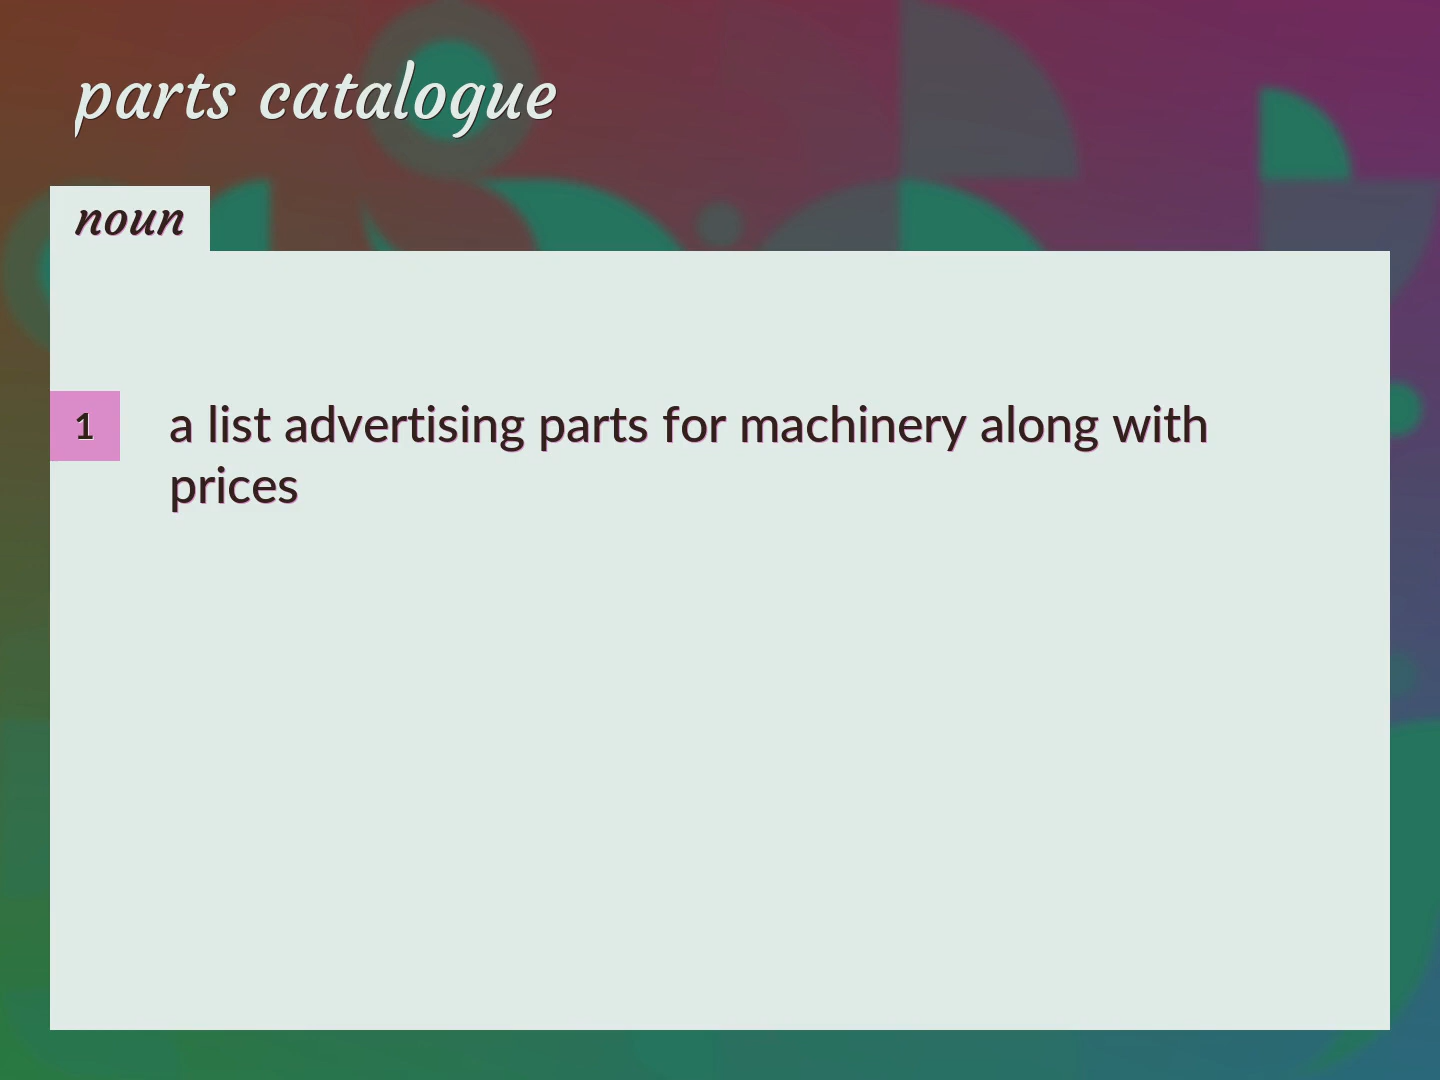 parts catalogue
noun
1
a list advertising parts for machinery along with
prices